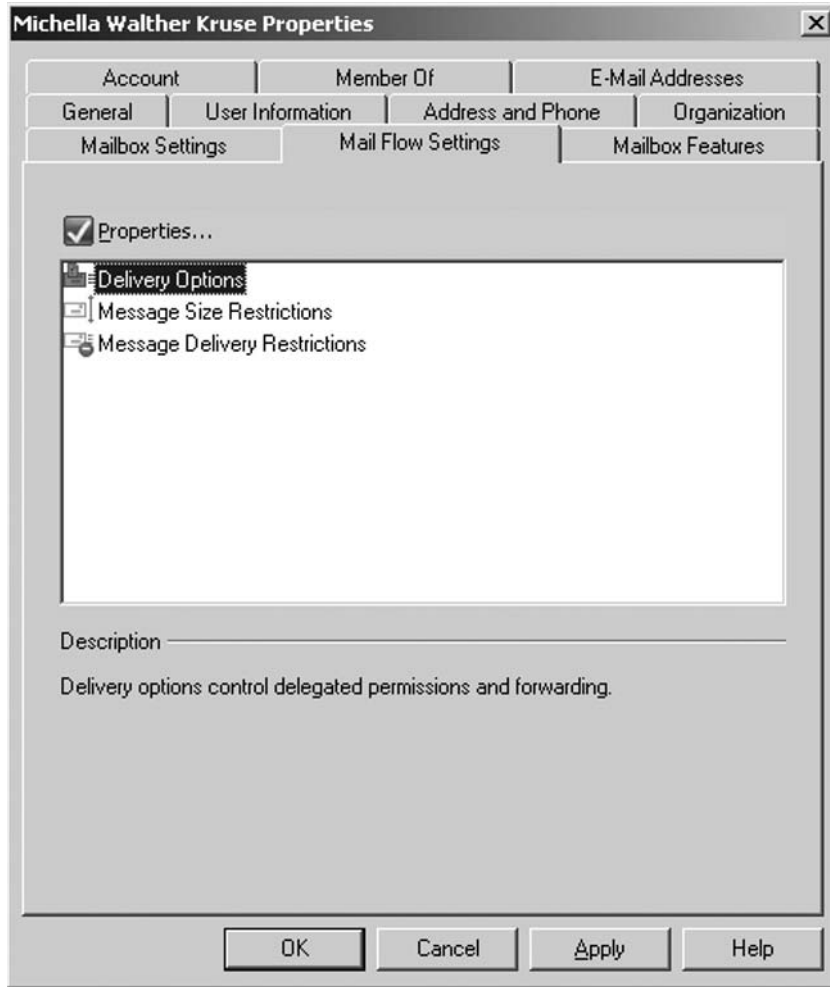 Michella Walther Kruse Properties
Account Member Of E-Mail Addresses
General User Information Address and Phone Organization
Mailbox Settings Mail Flow Settings Mailbox Features
Properties...
Delivery Options
Message Size Restrictions
Message Delivery Restrictions
Description
Delivery options control delegated permissions and forwarding.
OK Cancel Apply Help